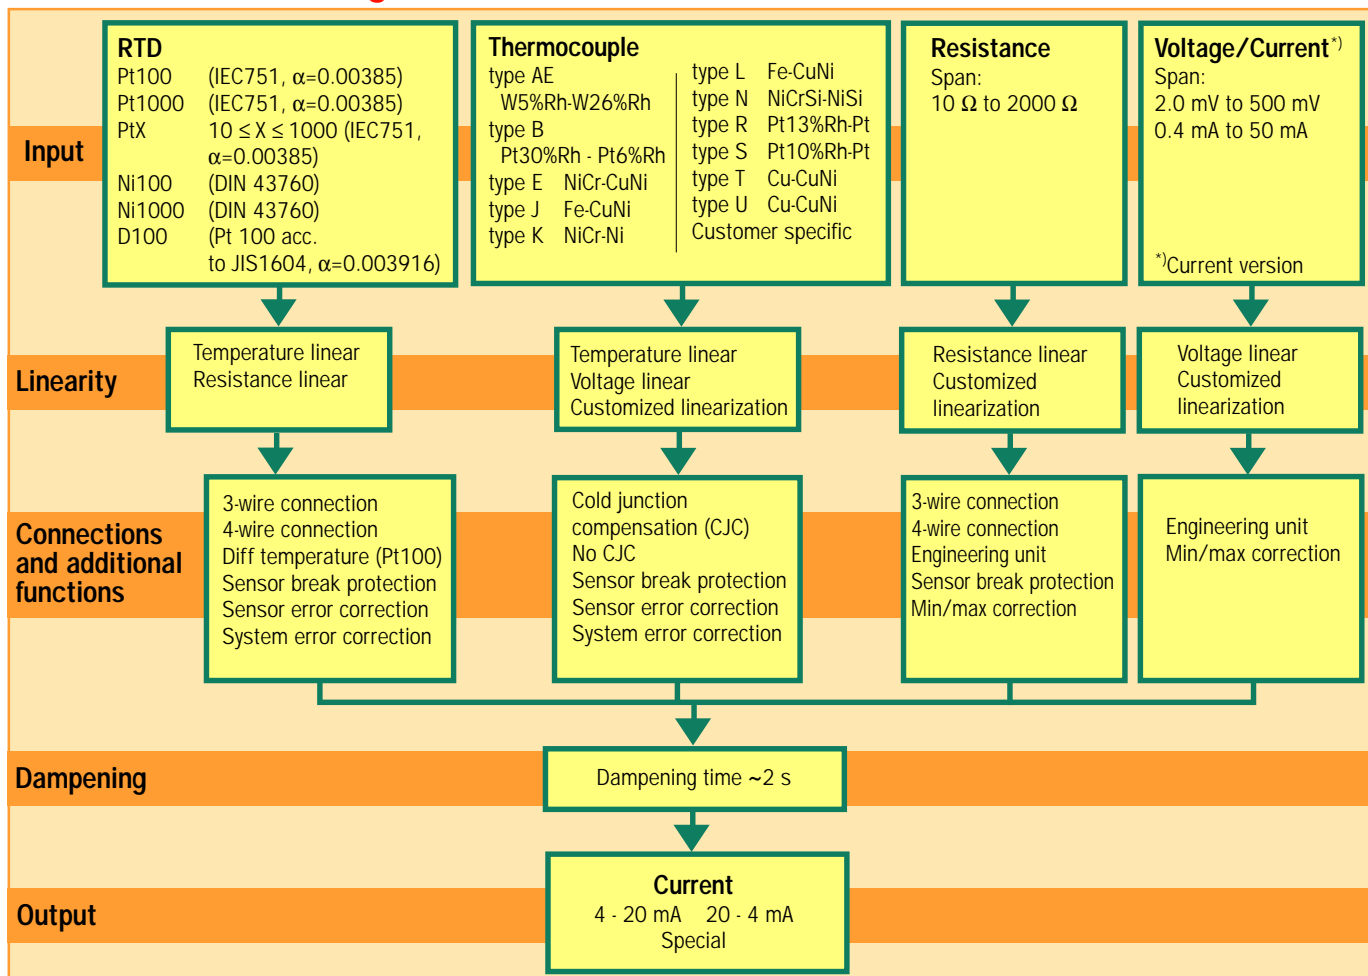 Input
RTD
Pt100 (IEC751, α=0.00385)
Pt1000 (IEC751, α=0.00385)
PtX 10 ≤ X ≤ 1000 (IEC751,
α=0.00385)
Ni100 (DIN 43760)
Ni1000 (DIN 43760)
D100 (Pt 100 acc.
to JIS1604, α=0.003916)
Thermocouple
type AE
W5%Rh-W26%Rh
type B
Pt30%Rh - Pt6%Rh
type E NiCr-CuNi
type J Fe-CuNi
type K NiCr-Ni
type L Fe-CuNi
type N NiCrSi-NiSi
type R Pt13%Rh-Pt
type S Pt10%Rh-Pt
type T Cu-CuNi
type U Cu-CuNi
Customer specific
Resistance
Span:
10 Ω to 2000 Ω
Voltage/Current*)
Span:
2.0 mV to 500 mV
0.4 mA to 50 mA
*)Current version
Linearity
Temperature linear
Resistance linear
Temperature linear
Voltage linear
Customized linearization
Resistance linear
Customized
linearization
Voltage linear
Customized
linearization
Connections
and additional
functions
3-wire connection
4-wire connection
Diff temperature (Pt100)
Sensor break protection
Sensor error correction
System error correction
Cold junction
compensation (CJC)
No CJC
Sensor break protection
Sensor error correction
System error correction
3-wire connection
4-wire connection
Engineering unit
Sensor break protection
Min/max correction
Engineering unit
Min/max correction
Dampening
Dampening time ~2 s
Output
Current
4 - 20 mA 20 - 4 mA
Special